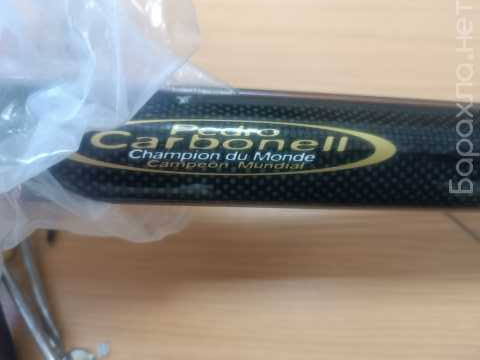 Pedro
Carbonell
Champion du Monde
Campeón Mundial
Барахла.нет